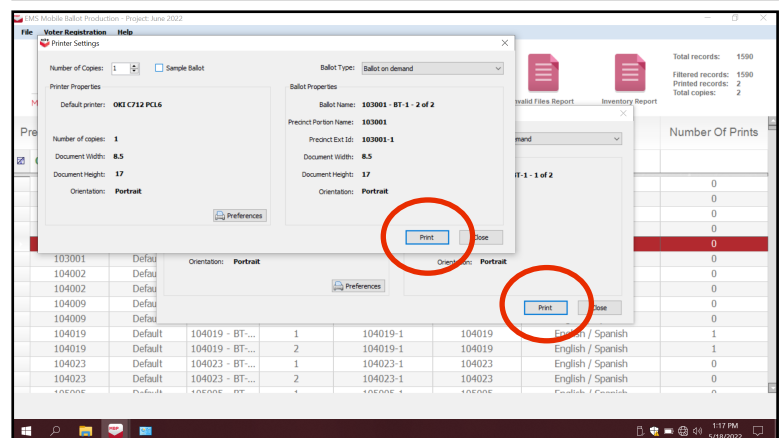 EMS Mobile Ballot Production - Project: June 2022
File Voter Registration Help
Printer Settings
Number of Copies: 1 Sample Ballot Ballot Type: Ballot on demand
Printer Properties Ballot Properties
Default printer: OKI C712 PCL6 Ballot Name: 103001 - BT-1 - 2 of 2
Precinct Portion Name: 103001
Number of copies: 1 Precinct Ext Id: 103001-1
Document Width: 8.5 Document Width: 8.5
Document Height: 17 Document Height: 17
Orientation: Portrait Orientation: Portrait
Preferences
Print Close
Invalid Files Report Inventory Report
Total records: 1590
Filtered records: 1590
Printed records: 2
Total copies: 2
Number Of Prints
T-1 - 1 of 2
0
0
0
0
0
103001 0
104002 Default 0
104002 0
104009 0
104009 0
Orientation: Portrait Orientation: Portrait
Preferences
Print Close
104019 Default 104019 - BT-... 1 104019-1 104019 English / Spanish 1
104019 Default 104019 - BT-... 2 104019-1 104019 English / Spanish 1
104023 Default 104023 - BT-... 1 104023-1 104023 English / Spanish 0
104023 Default 104023 - BT-... 2 104023-1 104023 English / Spanish 0
1:17 PM
5/18/2022